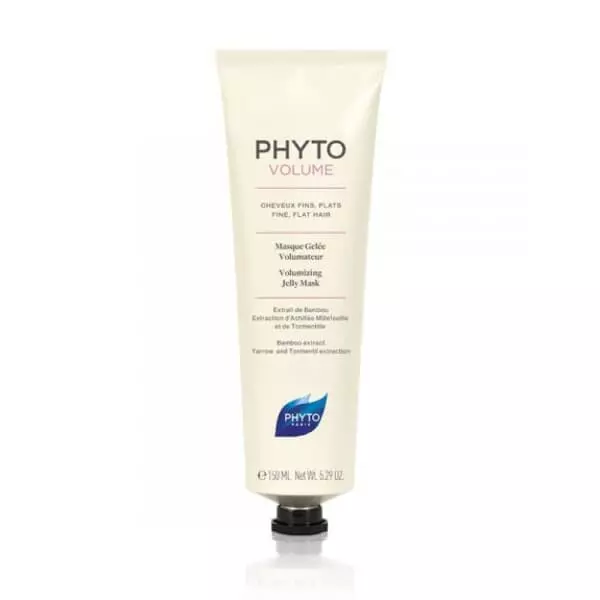 PHYTO
VOLUME
CHEVEUX FINS, PLATS
FINE, FLAT HAIR
Masque Gelée
Volumateur
Volumizing
Jelly Mask
Extrait de Bambou
Extraction d'Achillée Millefeuille
et de Tormentille
Bamboo extract
Yarrow and Tormentil extraction
PHYTO
PARIS
℮ 150 ML Net Wt. 5.29 OZ.